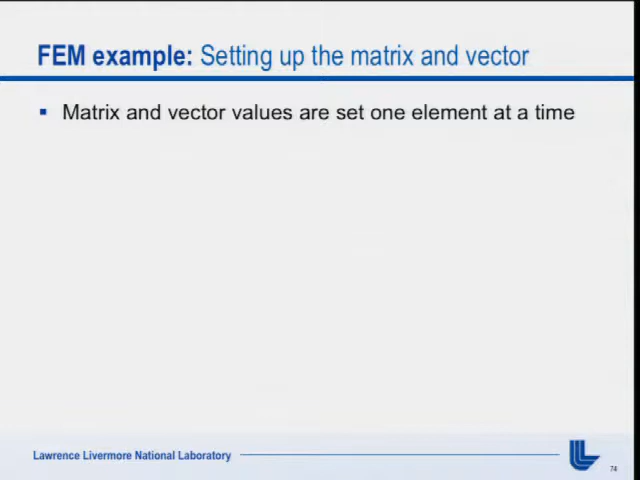 FEM example: Setting up the matrix and vector
▪ Matrix and vector values are set one element at a time
Lawrence Livermore National Laboratory
74